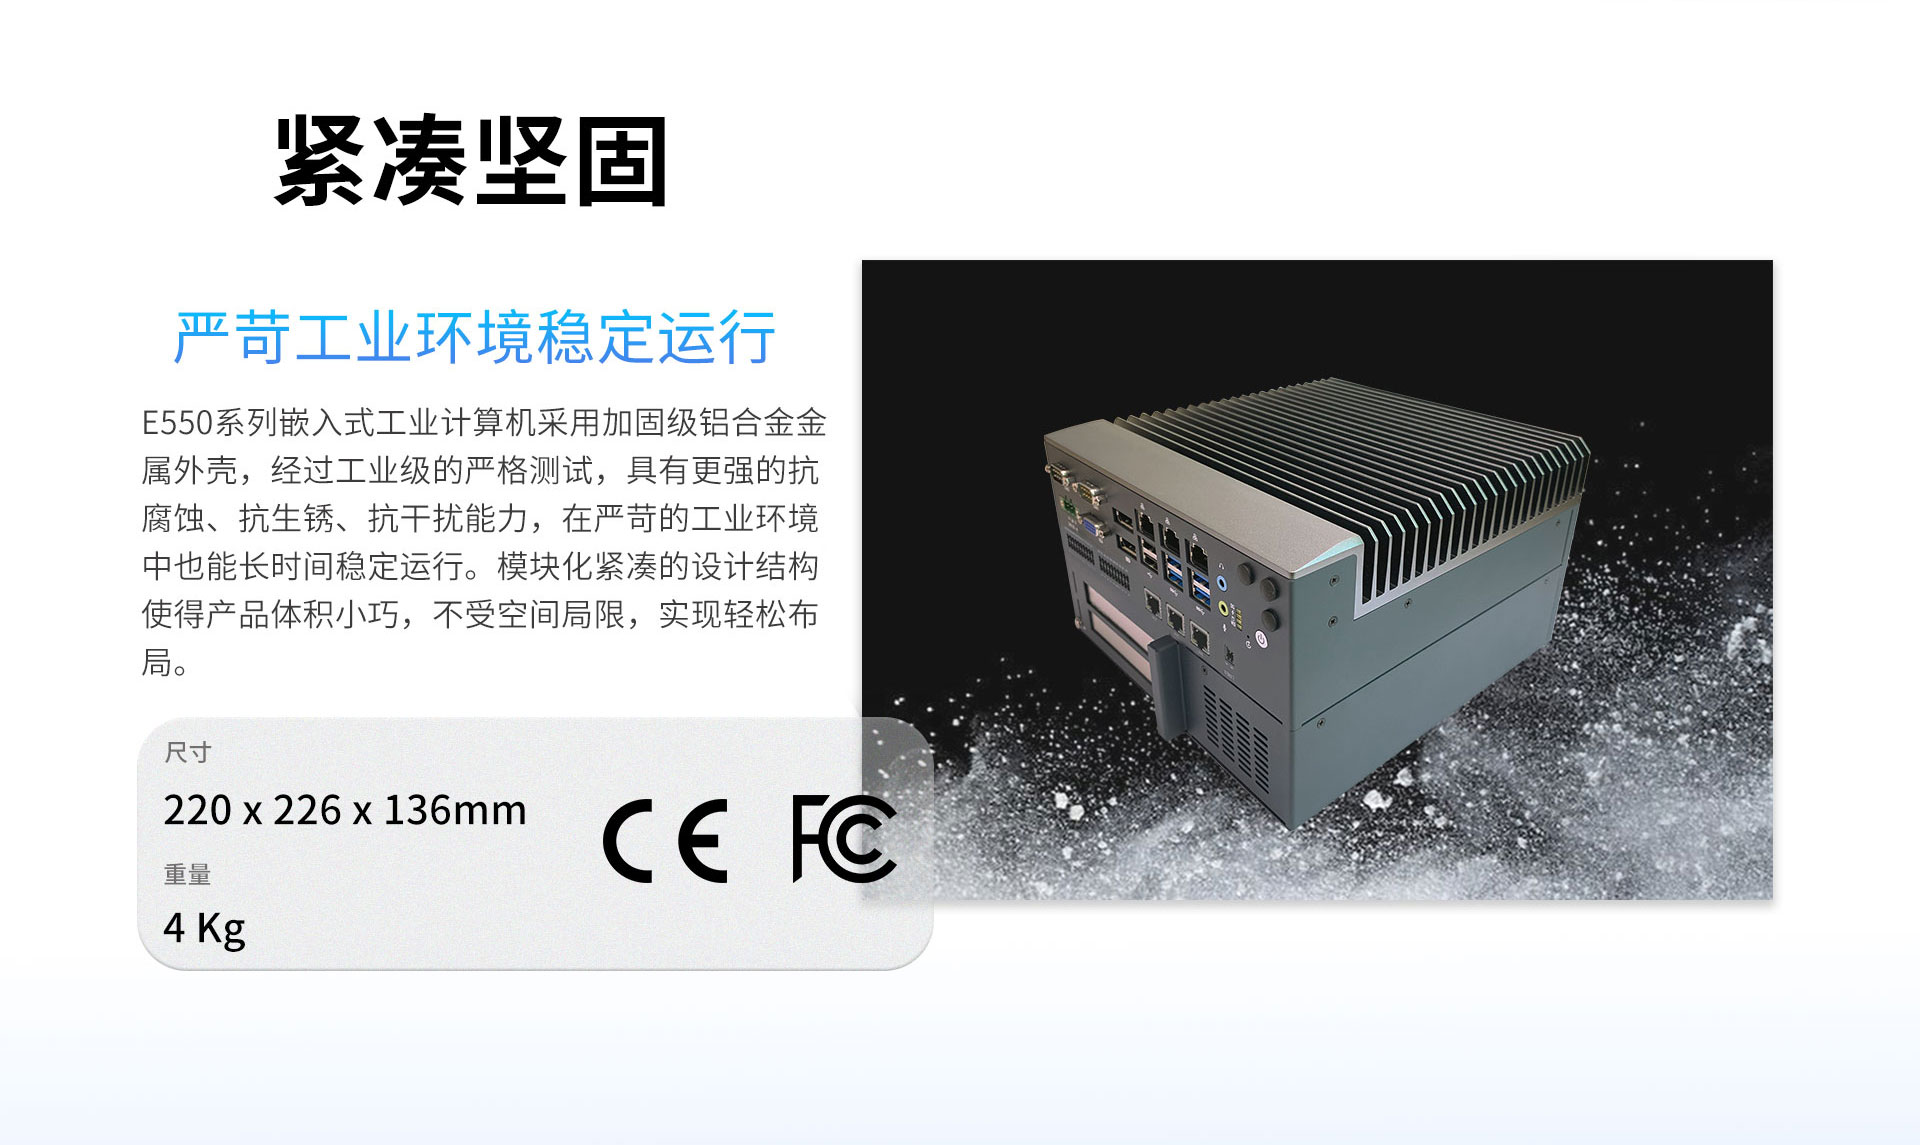 紧凑坚固
严苛工业环境稳定运行
E550系列嵌入式工业计算机采用加固级铝合金金
属外壳，经过工业级的严格测试，具有更强的抗
腐蚀、抗生锈、抗干扰能力，在严苛的工业环境
中也能长时间稳定运行。模块化紧凑的设计结构
使得产品体积小巧，不受空间局限，实现轻松布
局。
尺寸
220 x 226 x 136mm
重量
4 Kg
CE FC